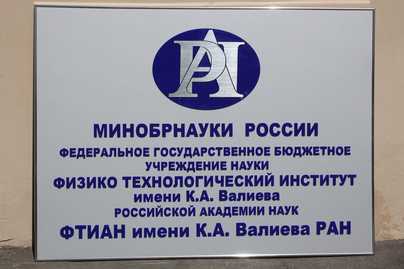 РАН
МИНОБРНАУКИ РОССИИ
ФЕДЕРАЛЬНОЕ ГОСУДАРСТВЕННОЕ БЮДЖЕТНОЕ
УЧРЕЖДЕНИЕ НАУКИ
ФИЗИКО ТЕХНОЛОГИЧЕСКИЙ ИНСТИТУТ
имени К.А. Валиева
РОССИЙСКОЙ АКАДЕМИИ НАУК
ФТИАН имени К.А. Валиева РАН